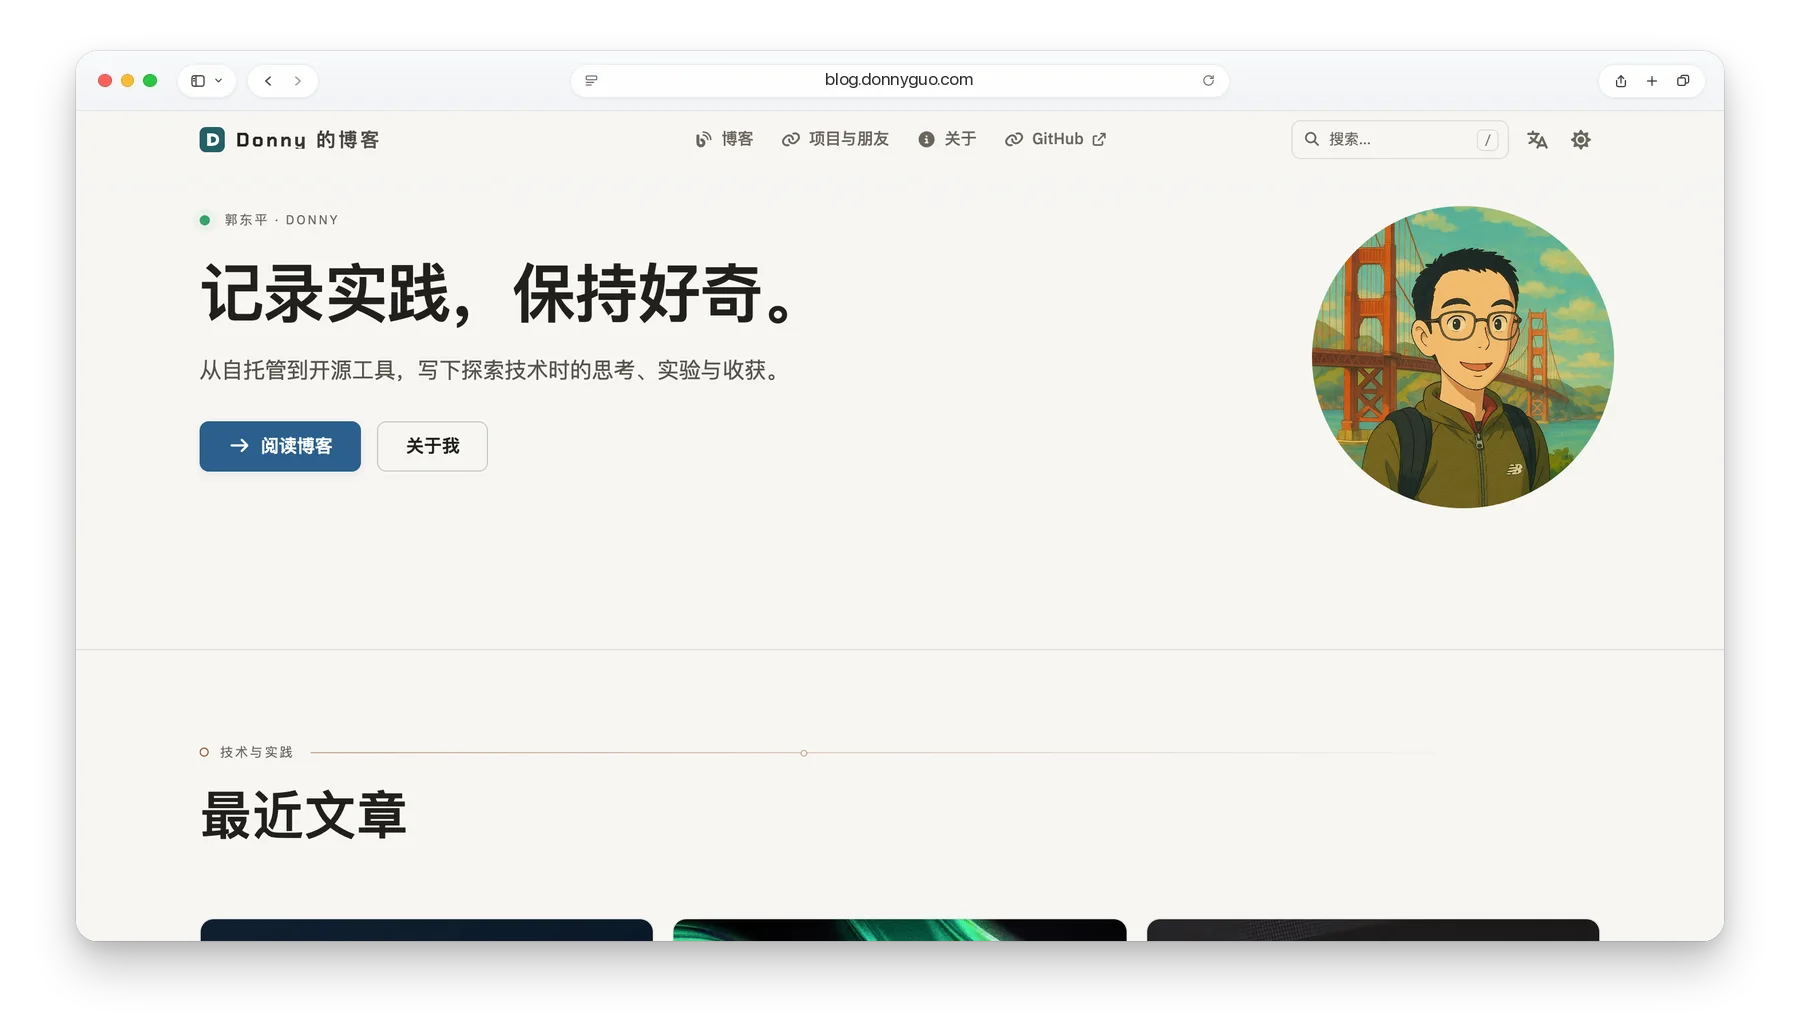 blog.donnyguo.com
D Donny 的博客
博客
项目与朋友
关于
GitHub
搜索... /
郭东平 · DONNY
记录实践，保持好奇。
从自托管到开源工具，写下探索技术时的思考、实验与收获。
阅读博客
关于我
技术与实践
最近文章